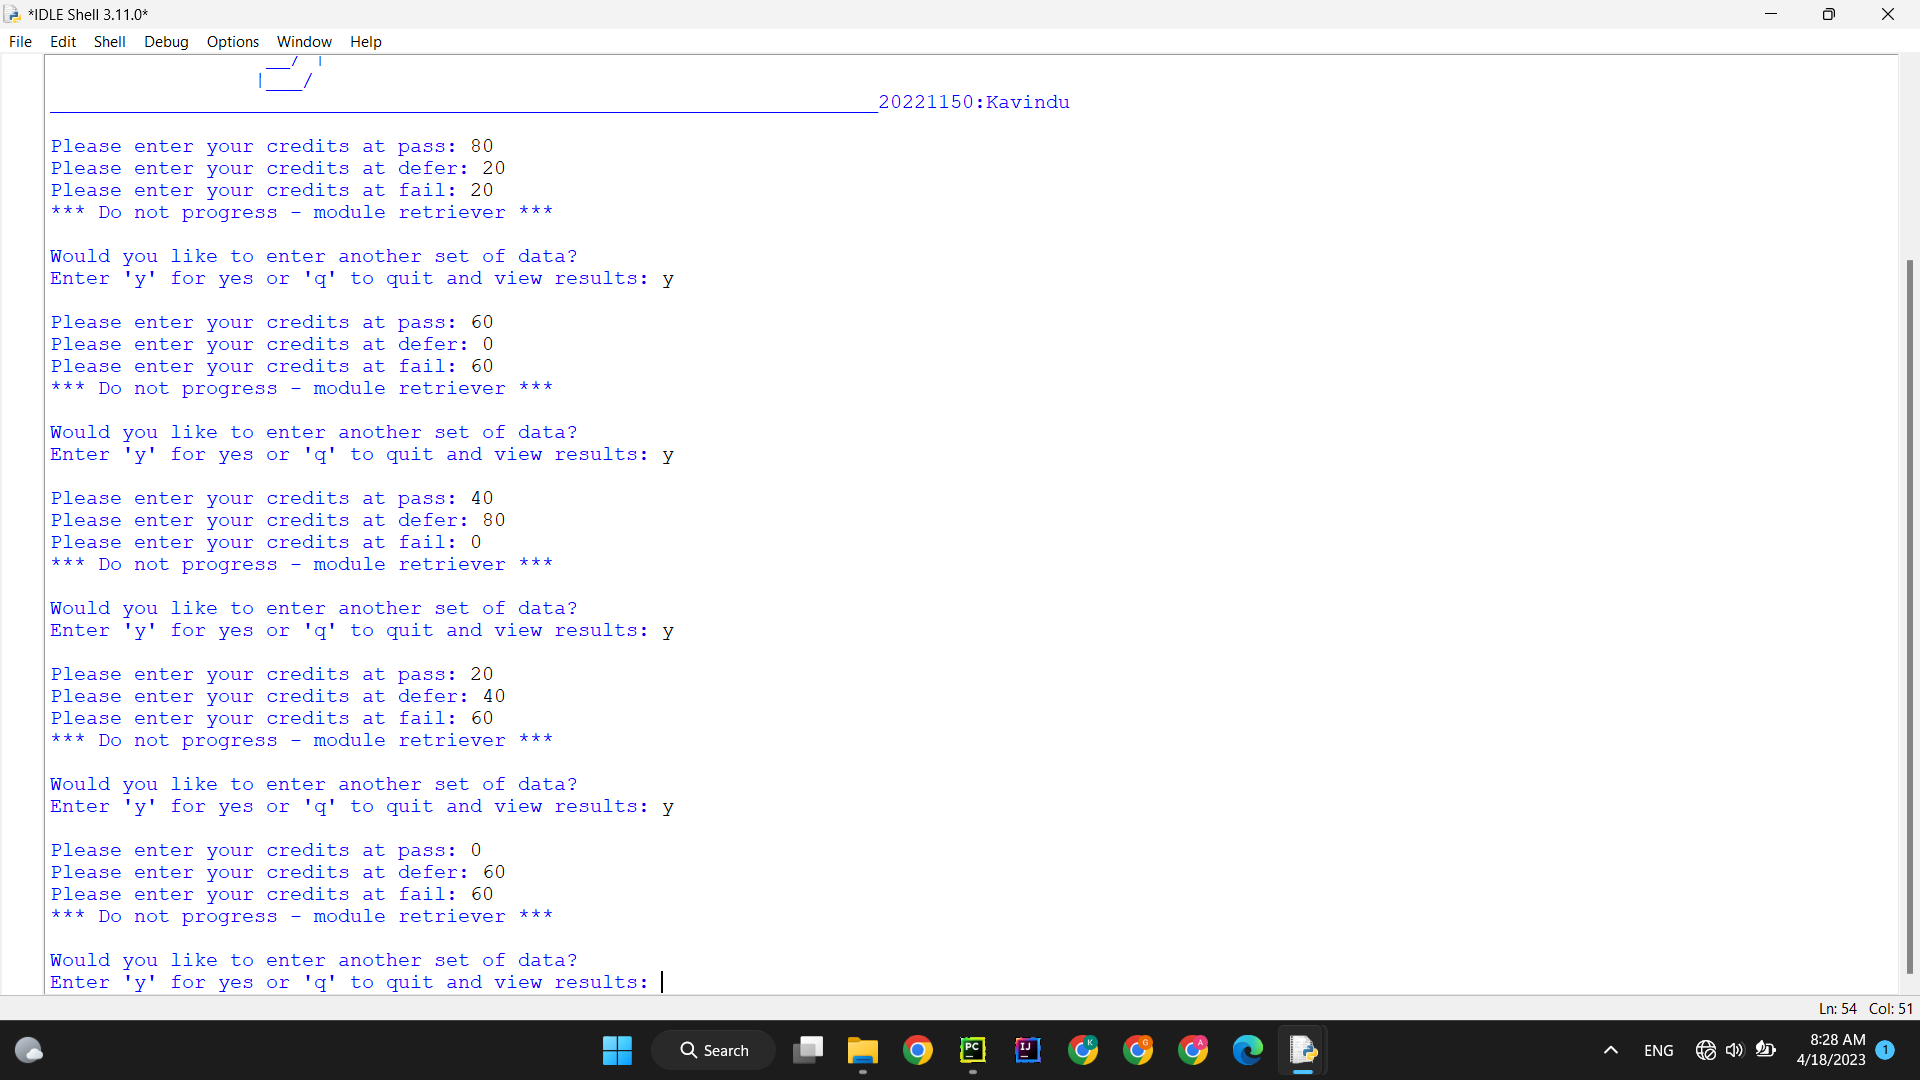 *IDLE Shell 3.11.0*
File Edit Shell Debug Options Window Help
__/ |
|___/
_____________________________________________________________________20221150:Kavindu
Please enter your credits at pass: 80
Please enter your credits at defer: 20
Please enter your credits at fail: 20
*** Do not progress - module retriever ***
Would you like to enter another set of data?
Enter 'y' for yes or 'q' to quit and view results: y
Please enter your credits at pass: 60
Please enter your credits at defer: 0
Please enter your credits at fail: 60
*** Do not progress - module retriever ***
Would you like to enter another set of data?
Enter 'y' for yes or 'q' to quit and view results: y
Please enter your credits at pass: 40
Please enter your credits at defer: 80
Please enter your credits at fail: 0
*** Do not progress - module retriever ***
Would you like to enter another set of data?
Enter 'y' for yes or 'q' to quit and view results: y
Please enter your credits at pass: 20
Please enter your credits at defer: 40
Please enter your credits at fail: 60
*** Do not progress - module retriever ***
Would you like to enter another set of data?
Enter 'y' for yes or 'q' to quit and view results: y
Please enter your credits at pass: 0
Please enter your credits at defer: 60
Please enter your credits at fail: 60
*** Do not progress - module retriever ***
Would you like to enter another set of data?
Enter 'y' for yes or 'q' to quit and view results:
Ln: 54 Col: 51
Search
PC
IJ
K
G
A
ENG
8:28 AM
4/18/2023
1